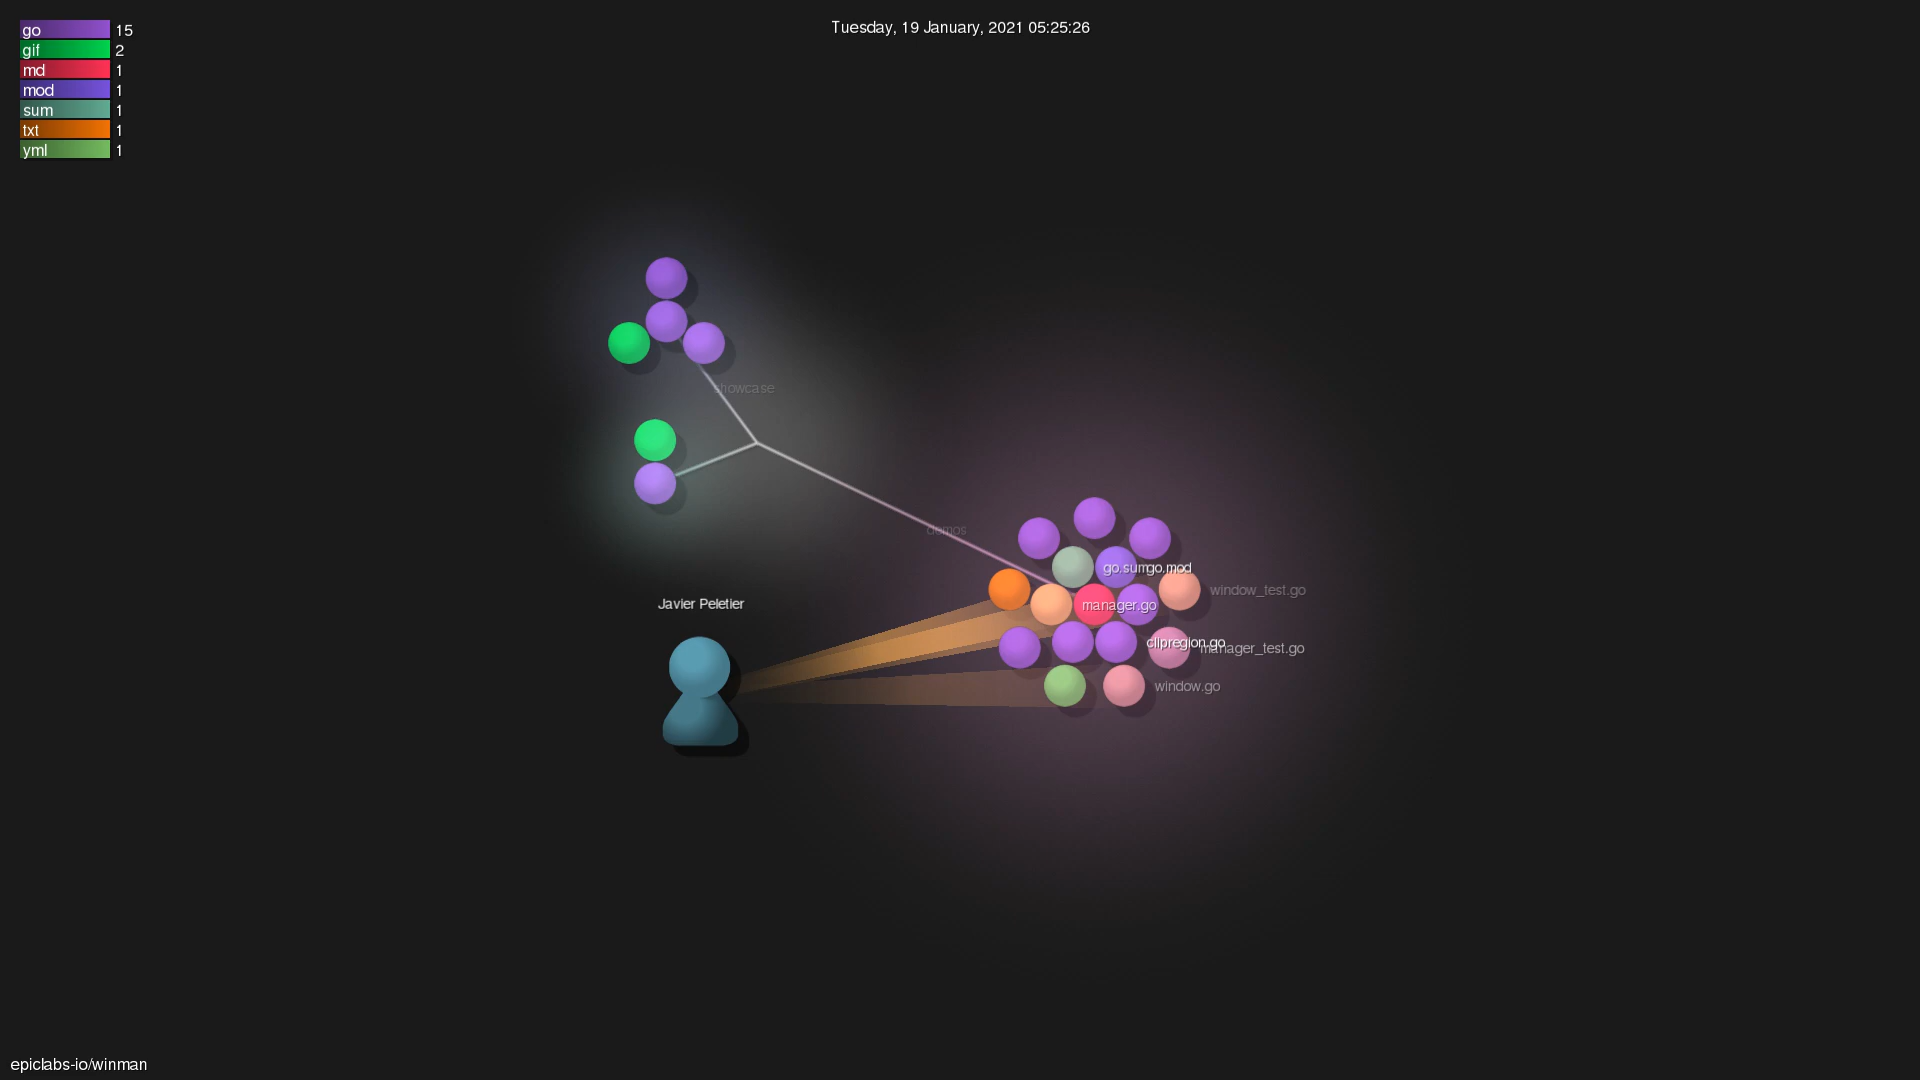 Tuesday, 19 January, 2021 05:25:26
go 15
gif 2
md 1
mod 1
sum 1
txt 1
yml 1
showcase
demos
go.sum go.mod
window_test.go
Javier Peletier
manager.go
clipregion.go
manager_test.go
window.go
epiclabs-io/winman